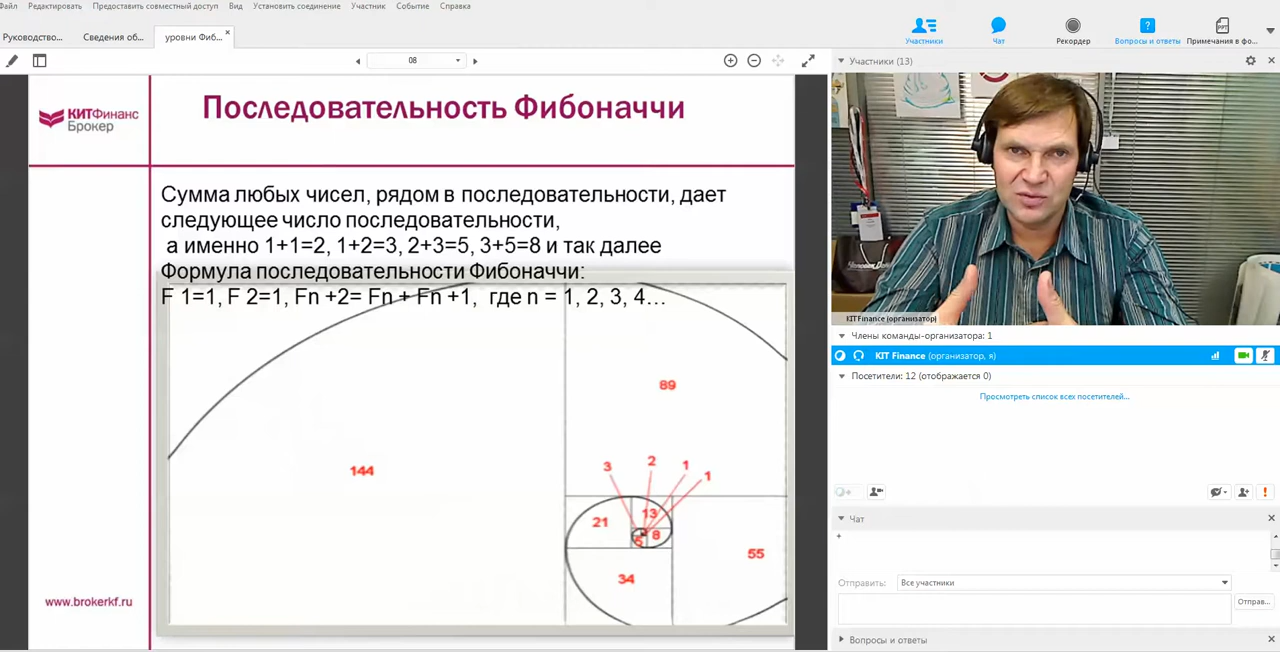 Файл Редактировать Предоставить совместный доступ Вид Установить соединение Участник Событие Справка
Руководство... Сведения об... уровни Фиб... ×
Участники Чат Рекордер Вопросы и ответы Примечания в фо...
08
Участники (13)
КИТФинанс
Брокер
Последовательность Фибоначчи
Сумма любых чисел, рядом в последовательности, дает
следующее число последовательности,
а именно 1+1=2, 1+2=3, 2+3=5, 3+5=8 и так далее
Формула последовательности Фибоначчи:
F 1=1, F 2=1, Fn +2= Fn + Fn +1, где n = 1, 2, 3, 4...
89
3 2 1 1
144
21 13
5 8
55
34
www.brokerkf.ru
KIT Finance (организатор)
Члены команды-организатора: 1
KIT Finance (организатор, я)
Посетители: 12 (отображается 0)
Просмотреть список всех посетителей...
Чат
+
Отправить: Все участники
Отправ...
Вопросы и ответы